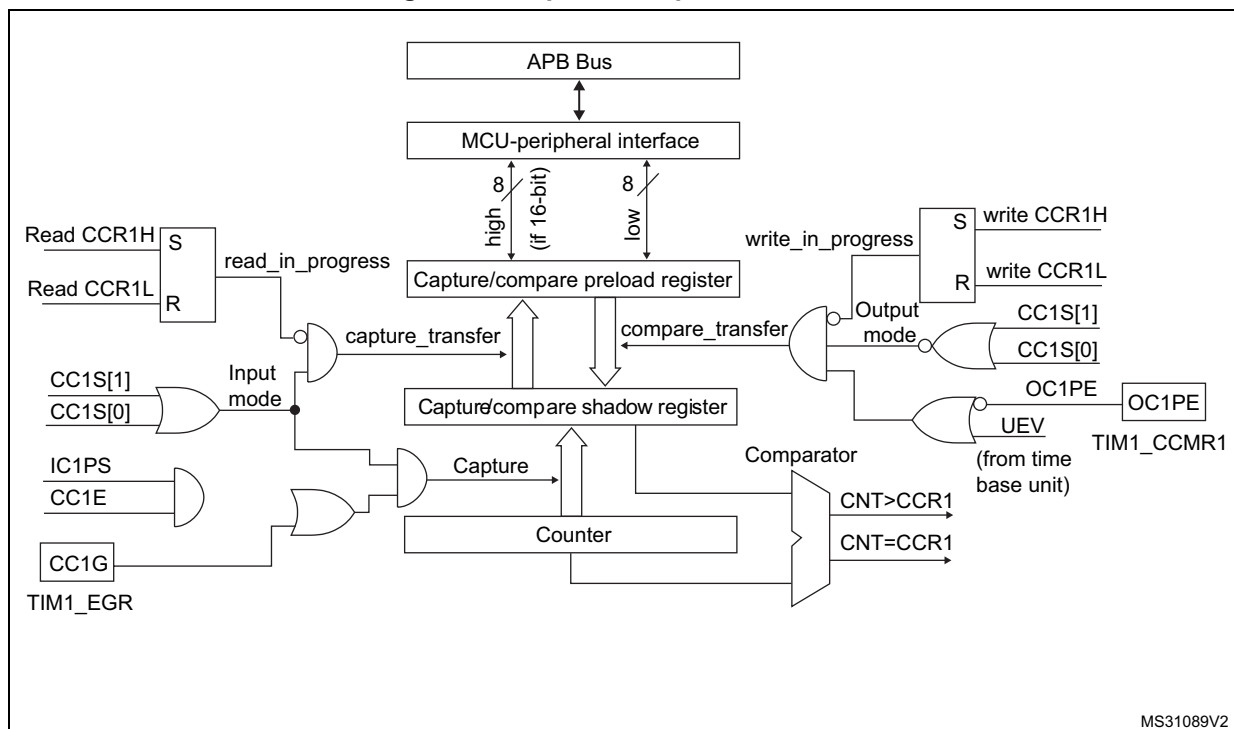 APB Bus
MCU-peripheral interface
8
high
(if 16-bit)
8
low
Read CCR1H
S
Read CCR1L
R
read_in_progress
write_in_progress
S
write CCR1H
R
write CCR1L
Capture/compare preload register
capture_transfer
compare_transfer
Output
mode
CC1S[1]
CC1S[0]
CC1S[1]
CC1S[0]
Input
mode
Capture/compare shadow register
OC1PE
OC1PE
UEV
TIM1_CCMR1
(from time
base unit)
IC1PS
CC1E
Capture
Comparator
CNT>CCR1
CNT=CCR1
Counter
CC1G
TIM1_EGR
MS31089V2